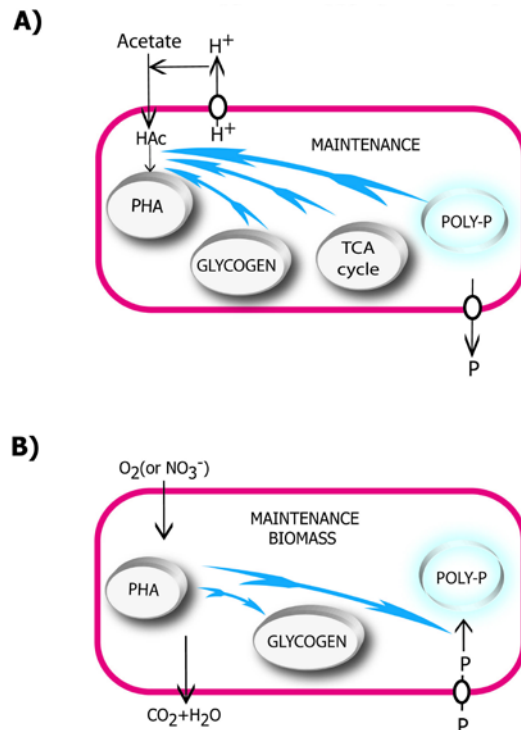 A)
Acetate
H+
HAc
H+
MAINTENANCE
PHA
POLY-P
GLYCOGEN
TCA
cycle
P
B)
O₂(or NO₃⁻)
MAINTENANCE
BIOMASS
PHA
POLY-P
GLYCOGEN
P
CO₂+H₂O
P